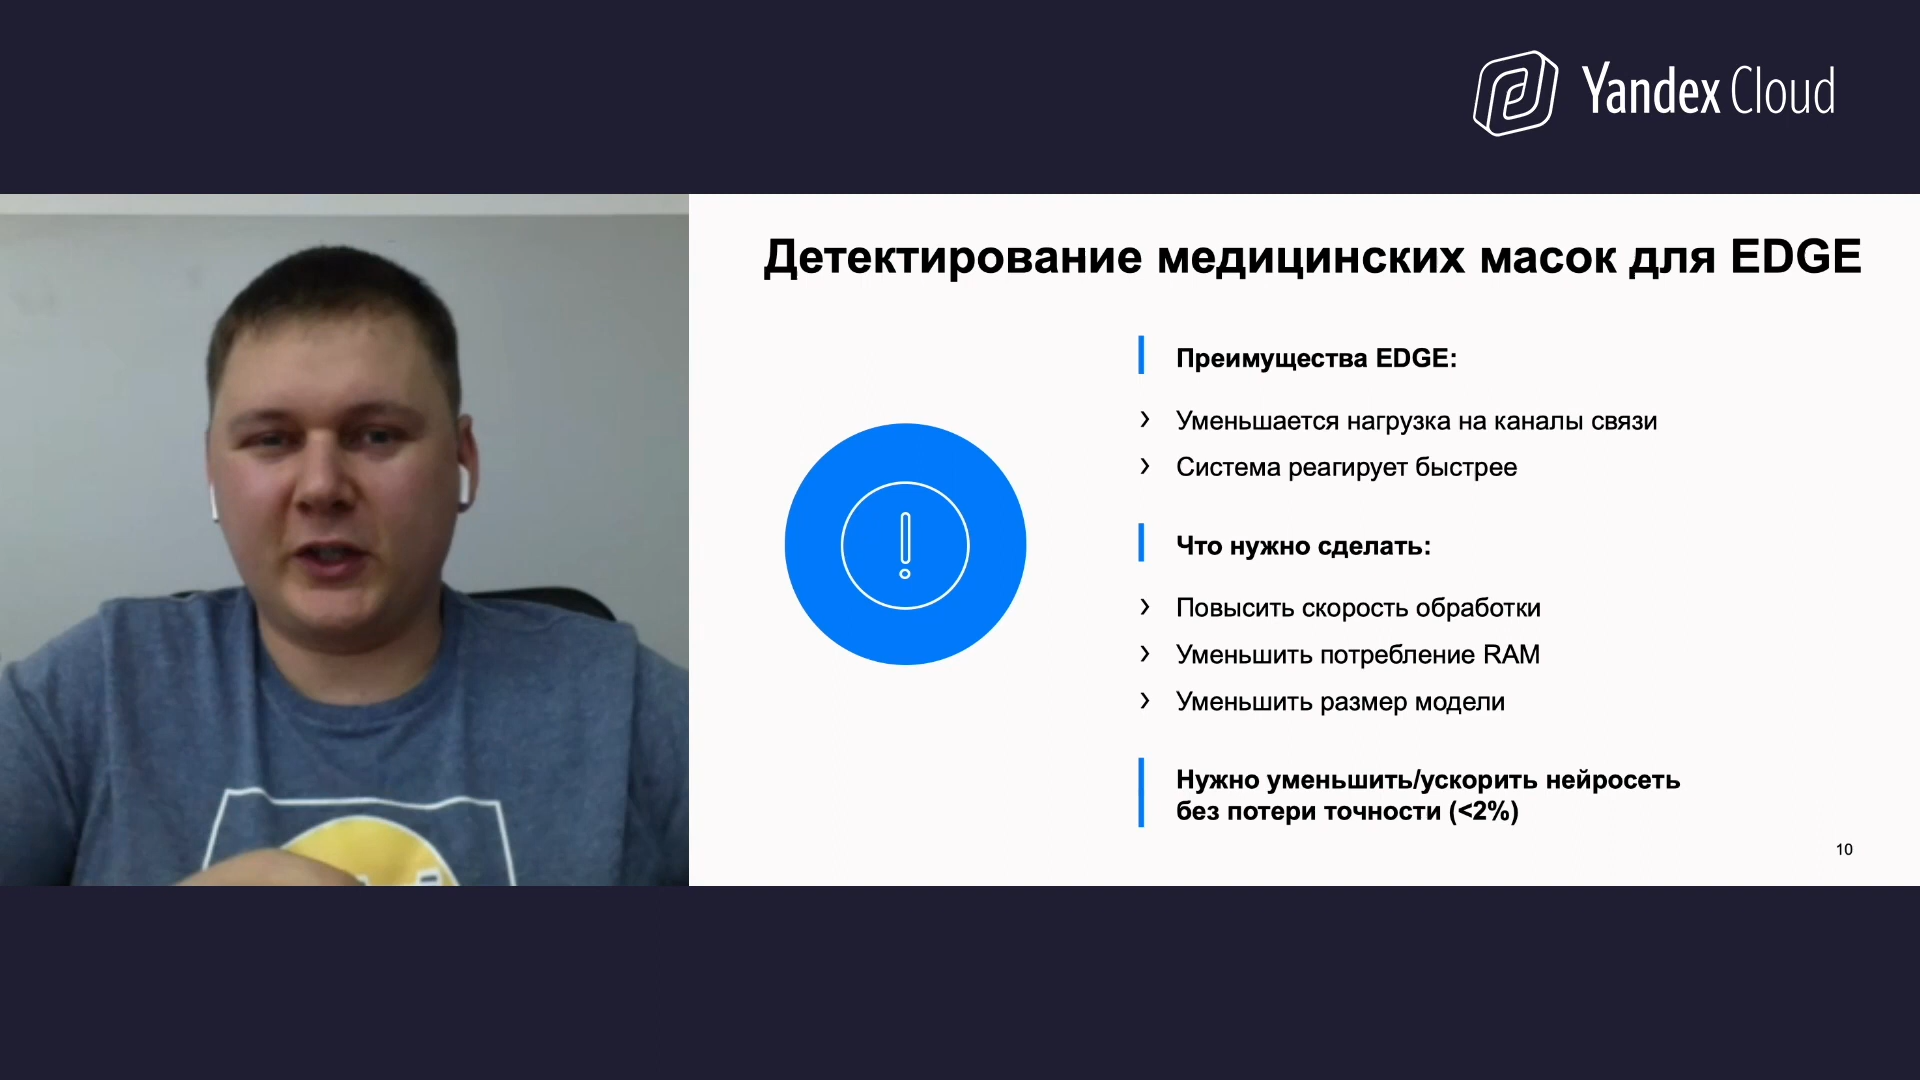 Yandex Cloud
Детектирование медицинских масок для EDGE
Преимущества EDGE:
Уменьшается нагрузка на каналы связи
Система реагирует быстрее
Что нужно сделать:
Повысить скорость обработки
Уменьшить потребление RAM
Уменьшить размер модели
Нужно уменьшить/ускорить нейросеть
без потери точности (<2%)
10